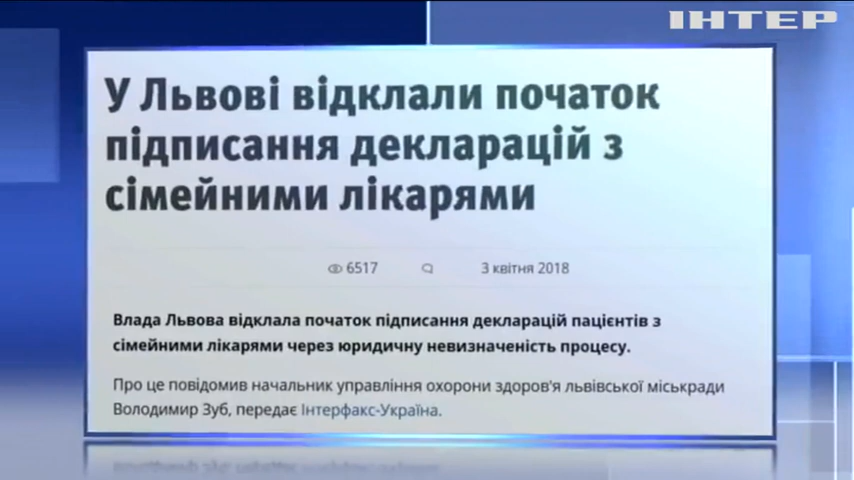 ІНТЕР
У Львові відклали початок
підписання декларацій з
сімейними лікарями
6517
3 квітня 2018
Влада Львова відклала початок підписання декларацій пацієнтів з
сімейними лікарями через юридичну невизначеність процесу.
Про це повідомив начальник управління охорони здоров'я львівської міськради
Володимир Зуб, передає Інтерфакс-Україна.